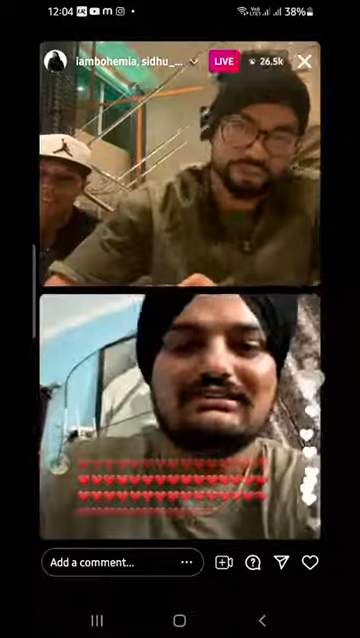 12:04
38%
iambohemia, sidhu_...
LIVE
26.5k
Add a comment...